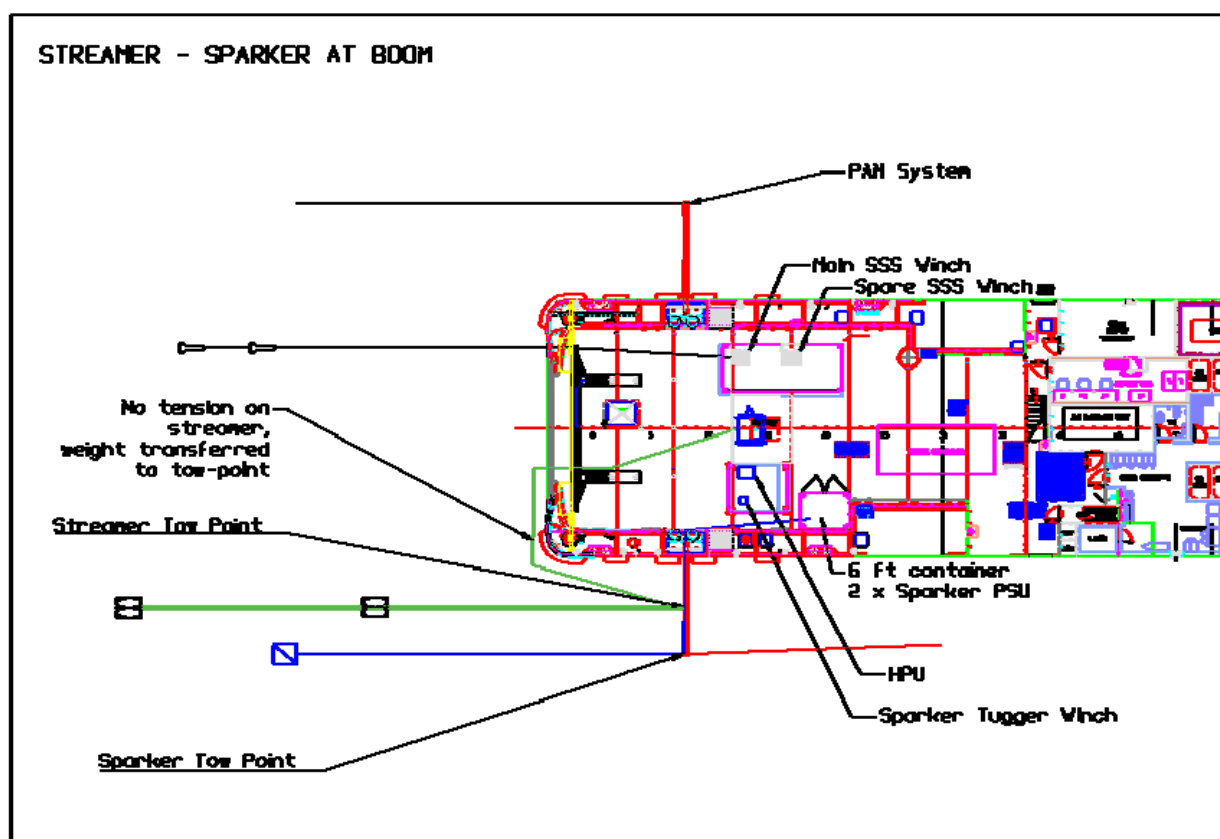 STREAMER - SPARKER AT BOOM
PAM System
Main SSS Winch
Spare SSS Winch
No tension on
streamer,
weight transferred
to tow-point
Streamer Tow Point
6 ft container
2 x Sparker PSU
HPU
Sparker Tugger Winch
Sparker Tow Point